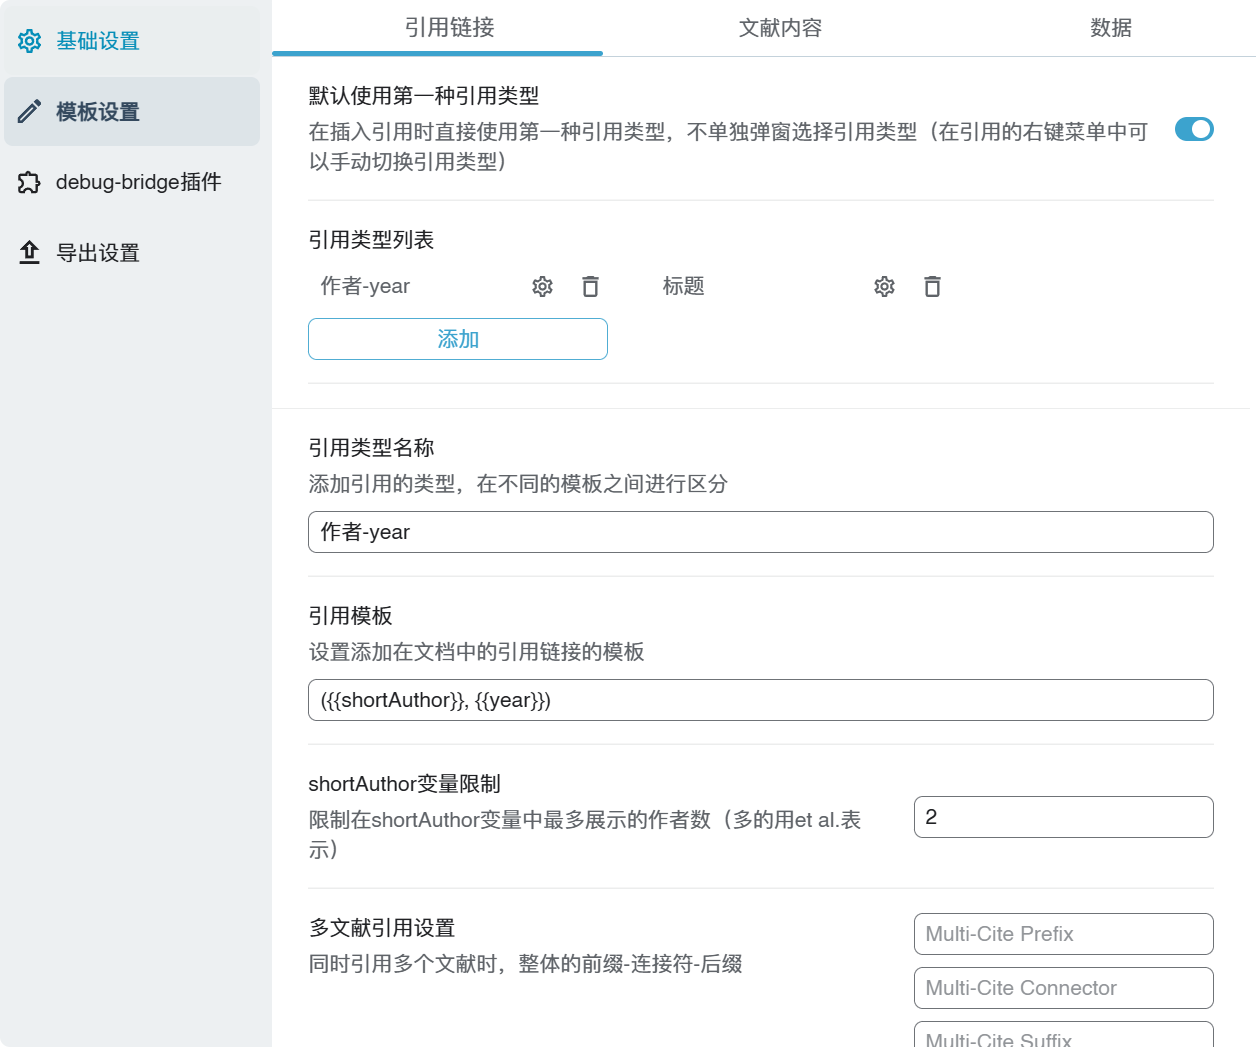 基础设置
模板设置
debug-bridge插件
导出设置
引用链接
文献内容
数据
默认使用第一种引用类型
在插入引用时直接使用第一种引用类型，不单独弹窗选择引用类型（在引用的右键菜单中可
以手动切换引用类型）
引用类型列表
作者-year
标题
添加
引用类型名称
添加引用的类型，在不同的模板之间进行区分
作者-year
引用模板
设置添加在文档中的引用链接的模板
({{shortAuthor}}, {{year}})
shortAuthor变量限制
限制在shortAuthor变量中最多展示的作者数（多的用et al.表
示）
2
多文献引用设置
同时引用多个文献时，整体的前缀-连接符-后缀
Multi-Cite Prefix
Multi-Cite Connector
Multi-Cite Suffix